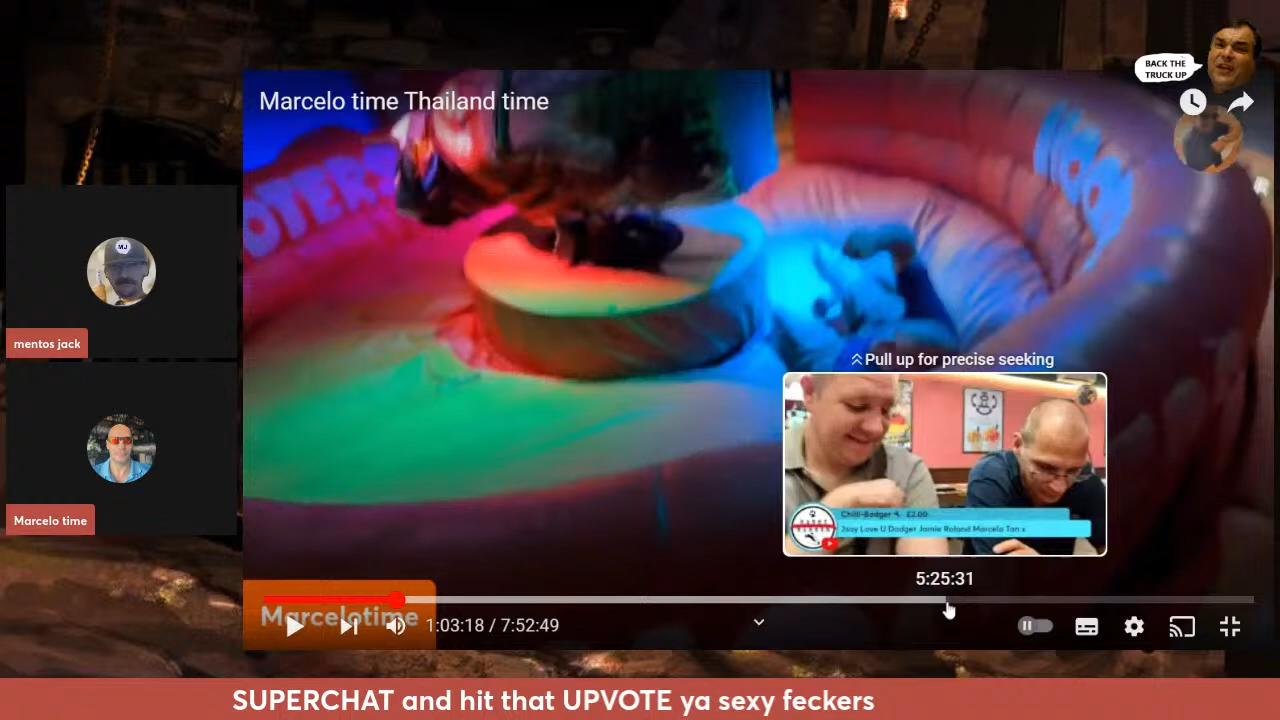 BACK THE
TRUCK UP
Marcelo time Thailand time
MJ
mentos jack
Pull up for precise seeking
Chilli-Badger £2.00
2say Love U Dodger Jamie Roland Marcelo Tan x
Marcelo time
5:25:31
Marcelotime
1:03:18 / 7:52:49
SUPERCHAT and hit that UPVOTE ya sexy feckers